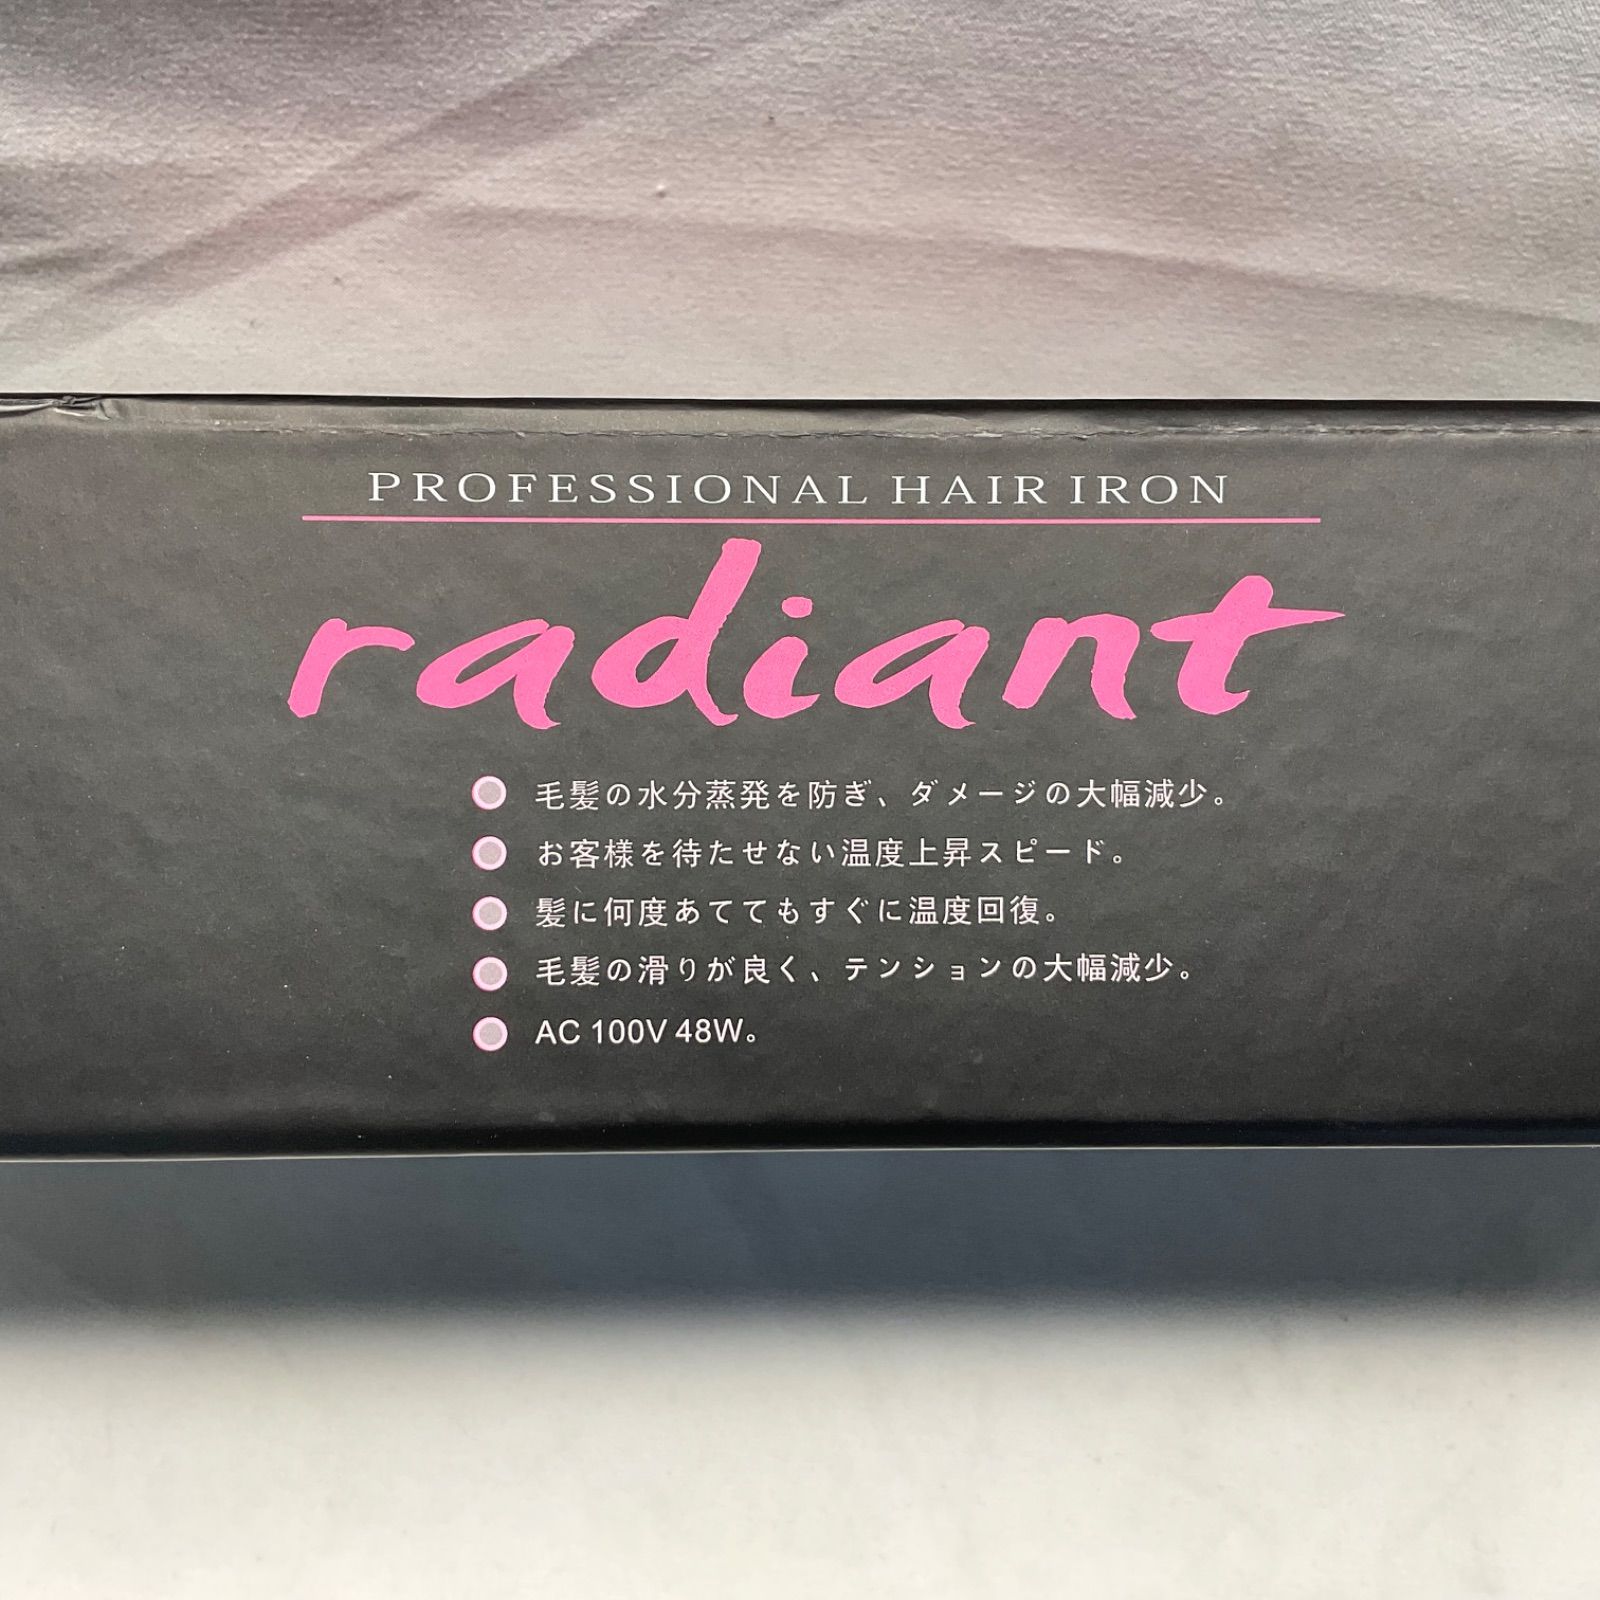 PROFESSIONAL HAIR IRON
radiant
毛髪の水分蒸発を防ぎ、ダメージの大幅減少。
お客様を待たせない温度上昇スピード。
髪に何度あててもすぐに温度回復。
毛髪の滑りが良く、テンションの大幅減少。
AC 100V 48W。